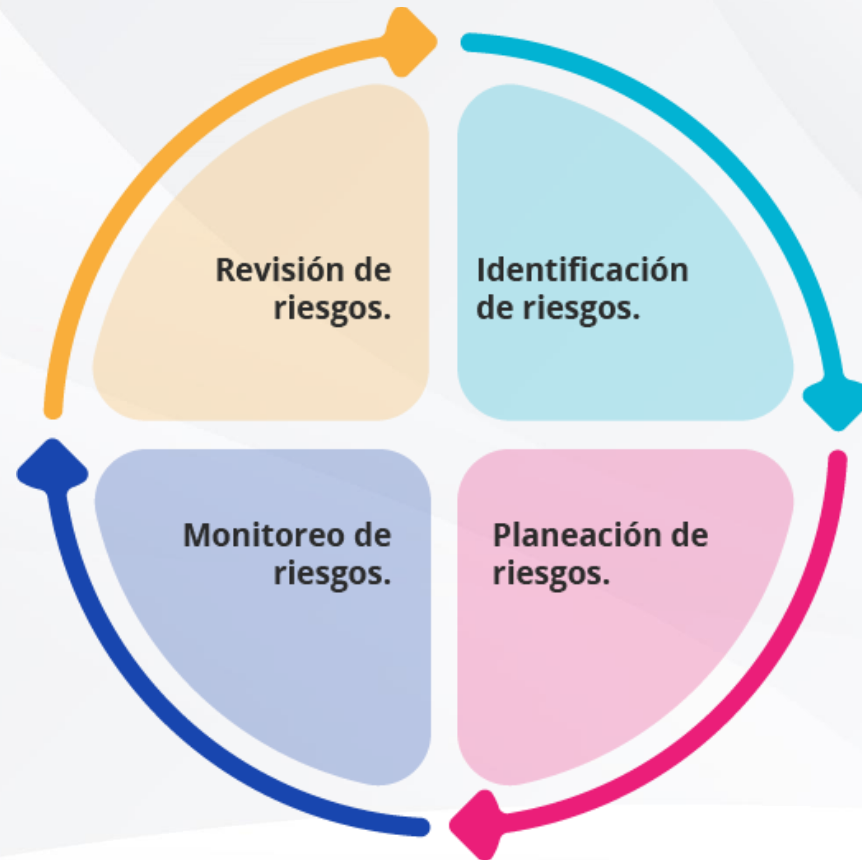 Revisión de
riesgos.
Identificación
de riesgos.
Monitoreo de
riesgos.
Planeación de
riesgos.